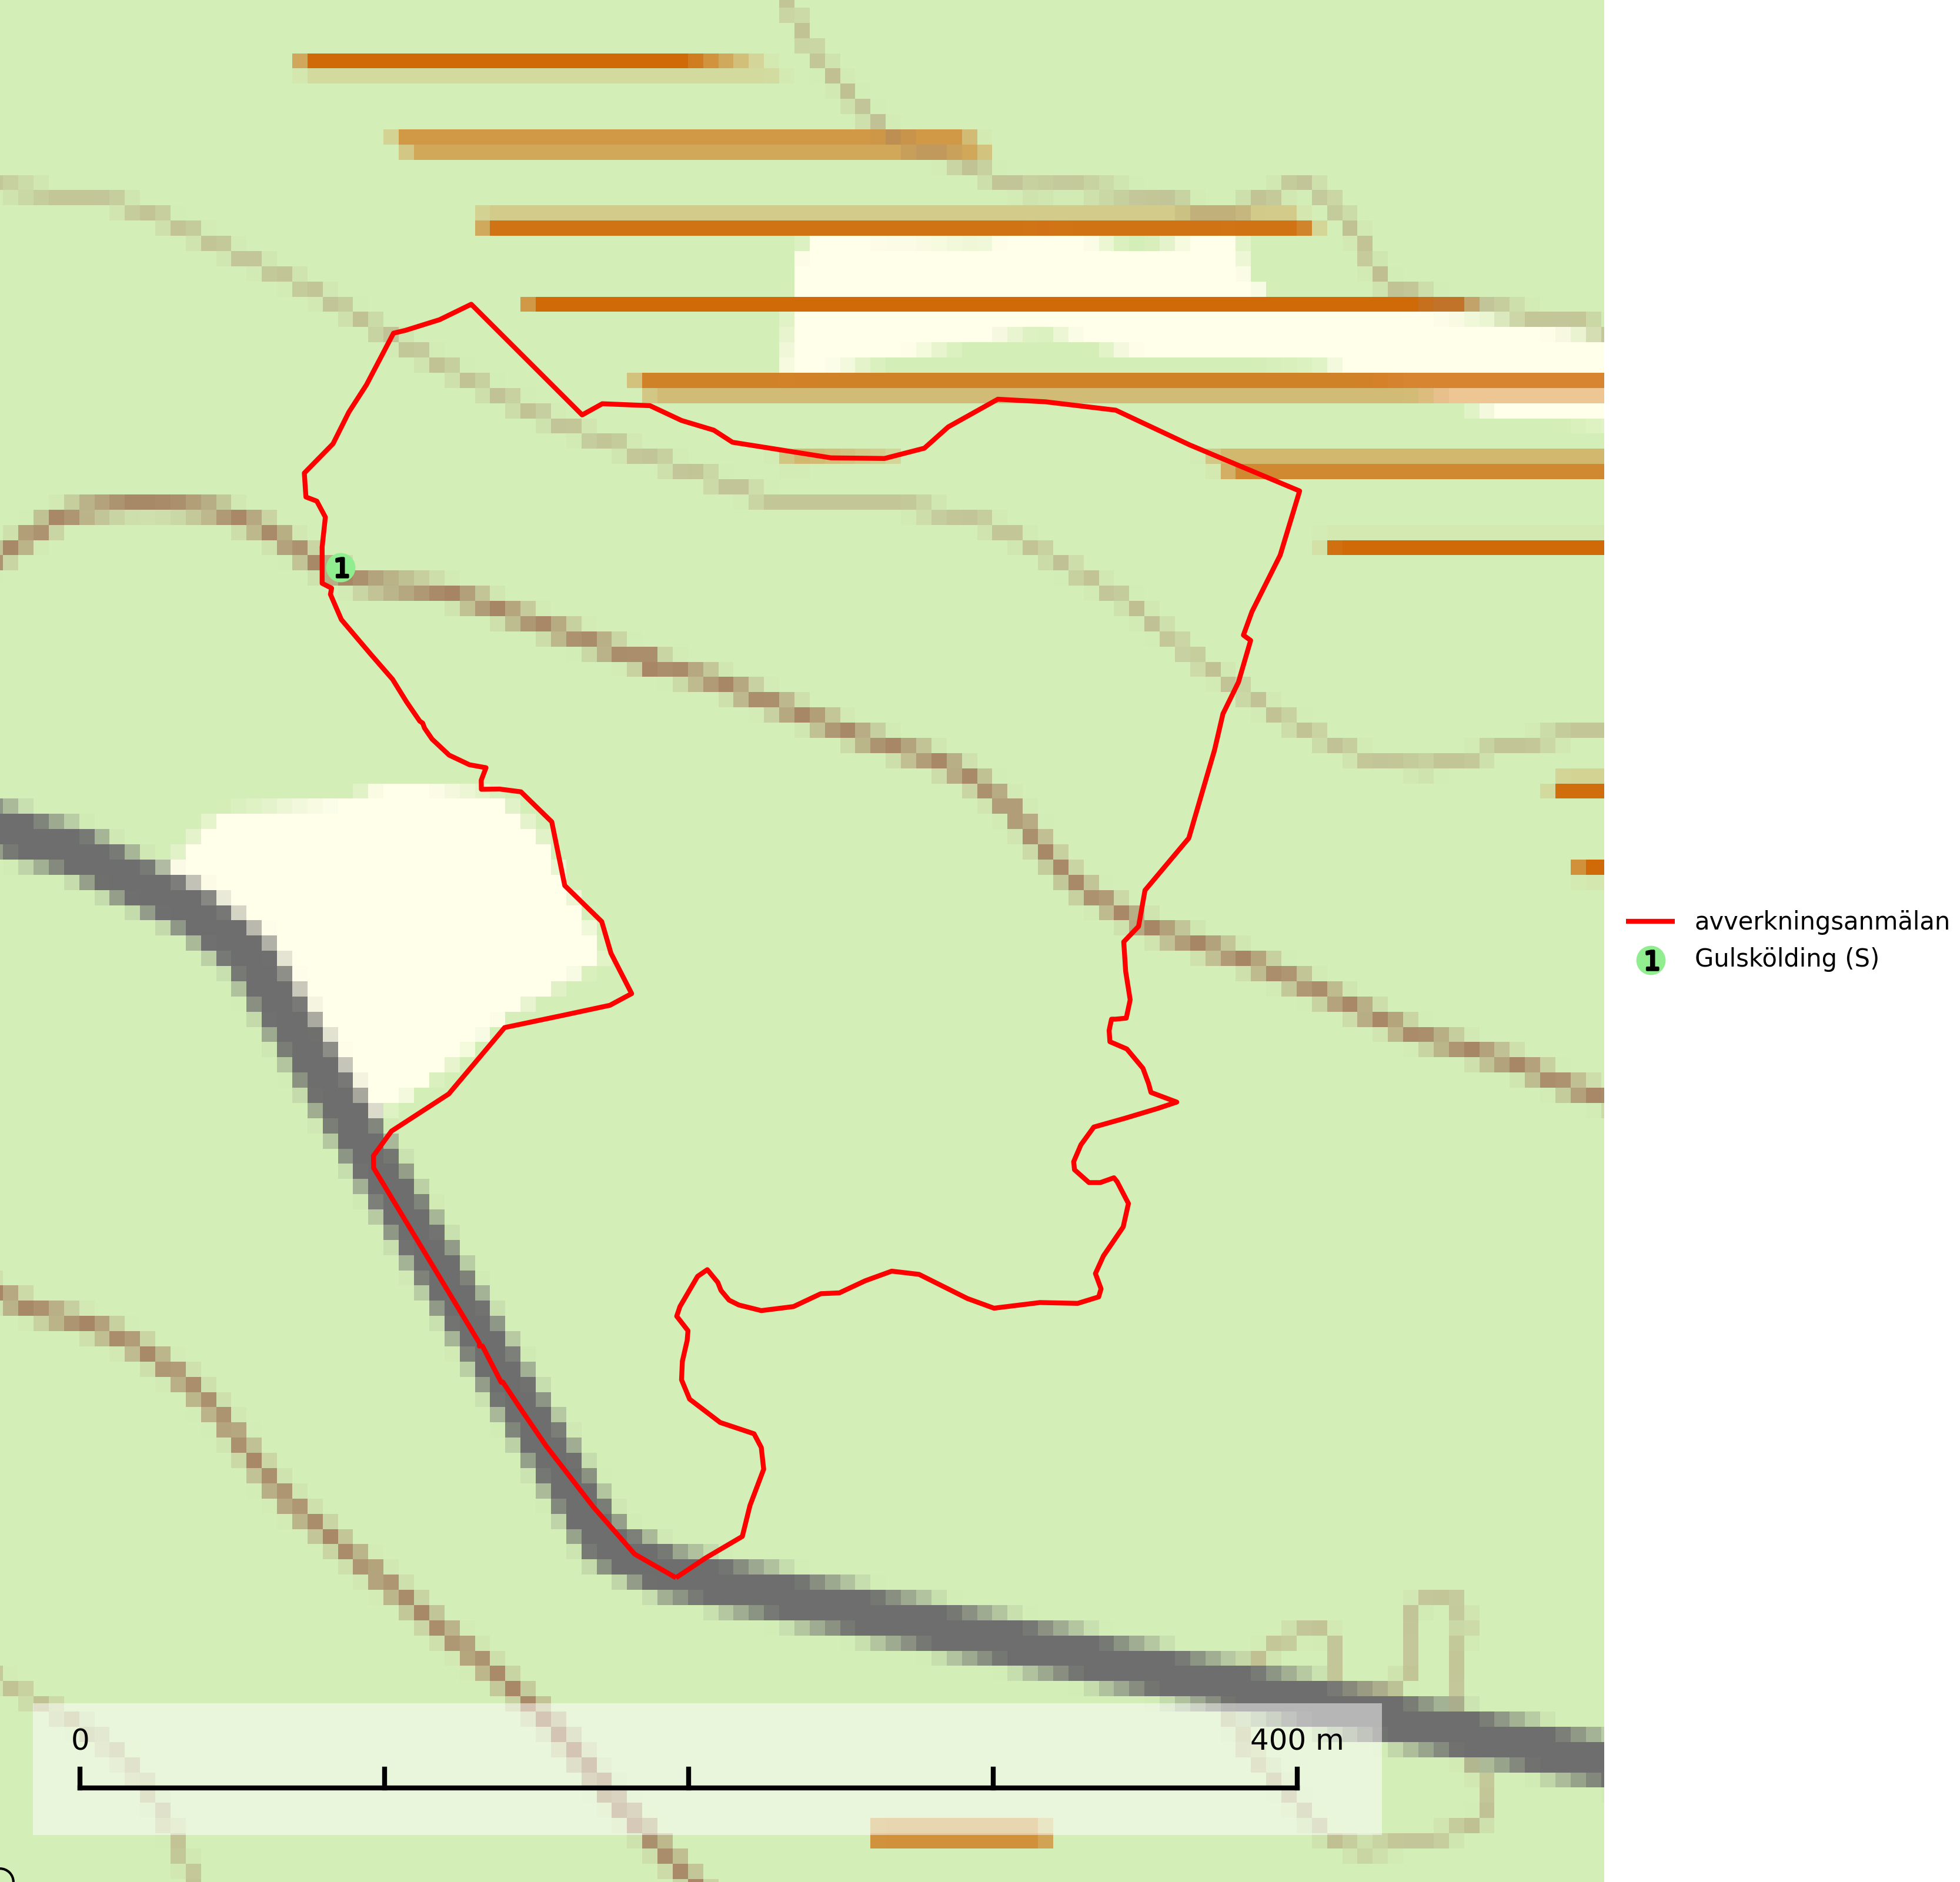 1
avverkningsanmälan
1 Gulskölding (S)
0 400 m